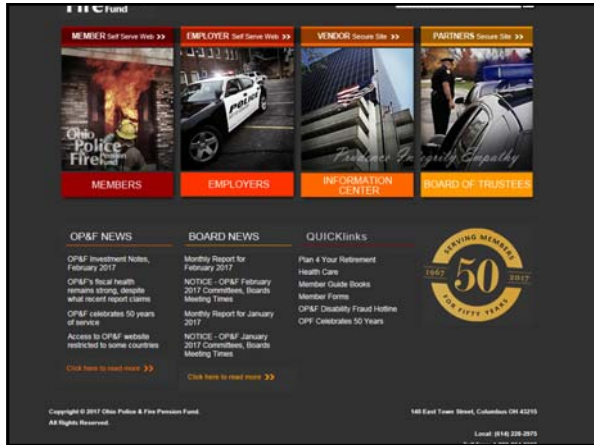 Fire Fund
MEMBER Self Serve Web >>
EMPLOYER Self Serve Web >>
VENDOR Secure Site >>
PARTNERS Secure Site >>
POLICE
Ohio
Police
Fire Pension
Fund
Prudence Integrity Empathy
MEMBERS
EMPLOYERS
INFORMATION
CENTER
BOARD OF TRUSTEES
OP&F NEWS
OP&F Investment Notes,
February 2017
OP&F's fiscal health
remains strong, despite
what recent report claims
OP&F celebrates 50 years
of service
Access to OP&F website
restricted to some countries
Click here to read more >>
BOARD NEWS
Monthly Report for
February 2017
NOTICE - OP&F February
2017 Committees, Boards
Meeting Times
Monthly Report for January
2017
NOTICE - OP&F January
2017 Committees, Boards
Meeting Times
Click here to read more >>
QUICKlinks
Plan 4 Your Retirement
Health Care
Member Guide Books
Member Forms
OP&F Disability Fraud Hotline
OPF Celebrates 50 Years
SERVING MEMBERS
1967 50 2017
FOR FIFTY YEARS
Copyright © 2017 Ohio Police & Fire Pension Fund.
All Rights Reserved.
140 East Town Street, Columbus OH 43215
Local: (614) 228-2975